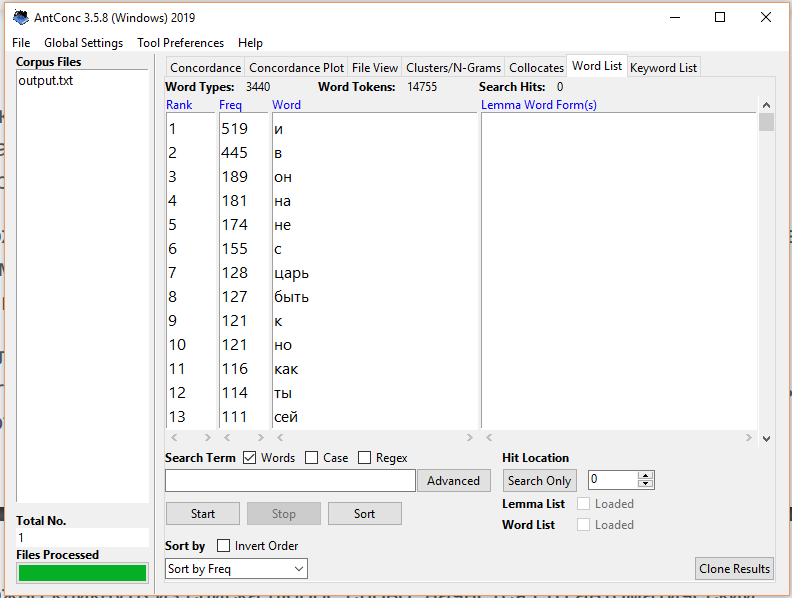 AntConc 3.5.8 (Windows) 2019
File Global Settings Tool Preferences Help
Corpus Files
output.txt
Concordance Concordance Plot File View Clusters/N-Grams Collocates Word List Keyword List
Word Types: 3440 Word Tokens: 14755 Search Hits: 0
Rank Freq Word Lemma Word Form(s)
1 519 и
2 445 в
3 189 он
4 181 на
5 174 не
6 155 с
7 128 царь
8 127 быть
9 121 к
10 121 но
11 116 как
12 114 ты
13 111 сей
Search Term Words Case Regex Hit Location
Advanced Search Only 0
Start Stop Sort Lemma List Loaded
Word List Loaded
Total No.
1
Files Processed
Sort by Invert Order
Sort by Freq Clone Results